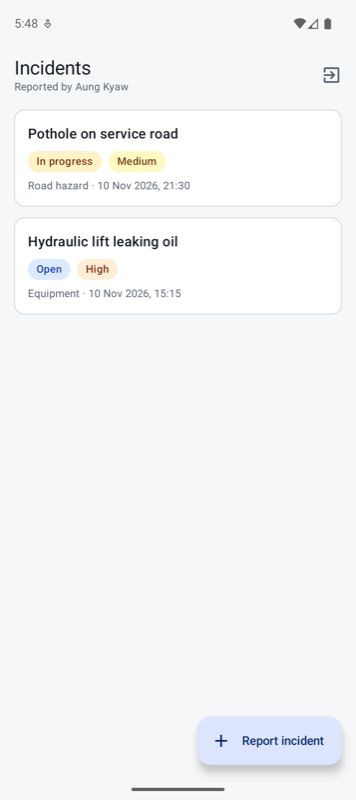 5:48
Incidents
Reported by Aung Kyaw
Pothole on service road
In progress
Medium
Road hazard · 10 Nov 2026, 21:30
Hydraulic lift leaking oil
Open
High
Equipment · 10 Nov 2026, 15:15
Report incident